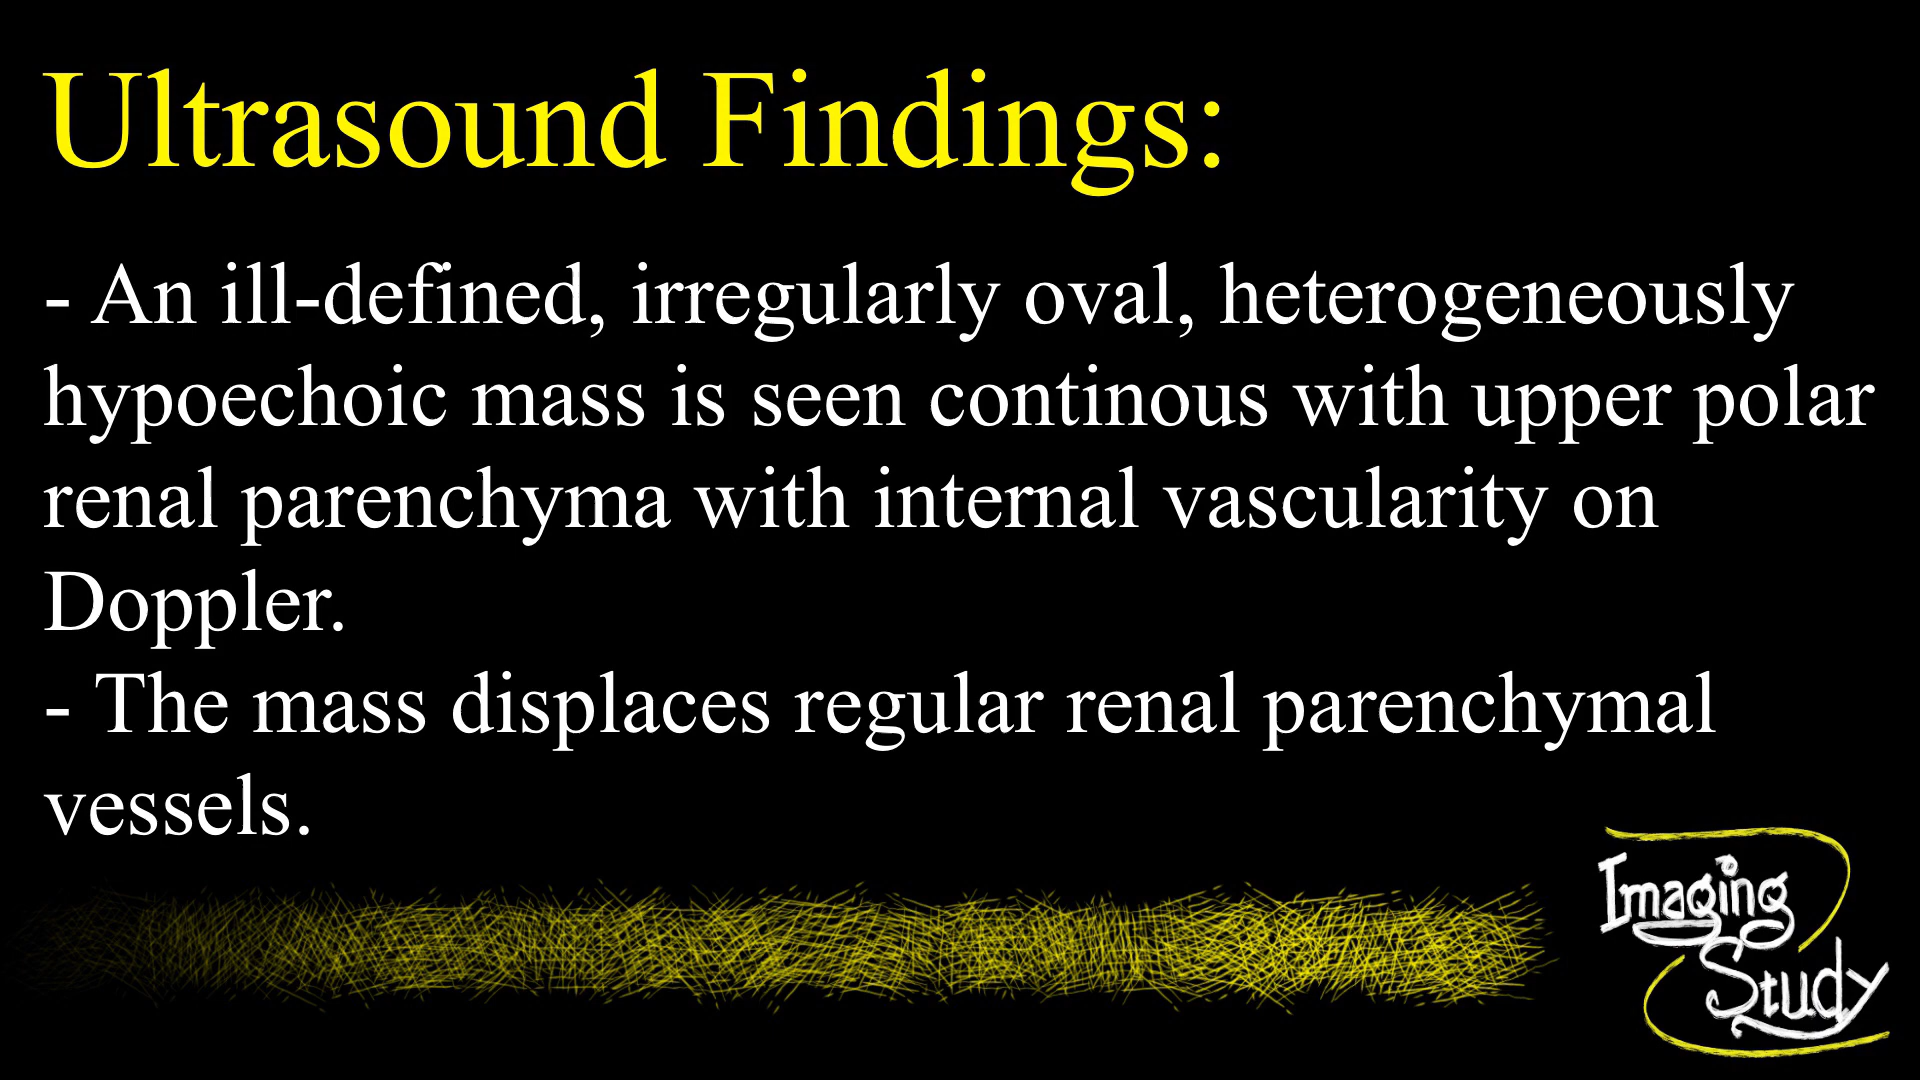 Ultrasound Findings:
- An ill-defined, irregularly oval, heterogeneously
hypoechoic mass is seen continous with upper polar
renal parenchyma with internal vascularity on
Doppler.
- The mass displaces regular renal parenchymal
vessels.
Imaging
Study